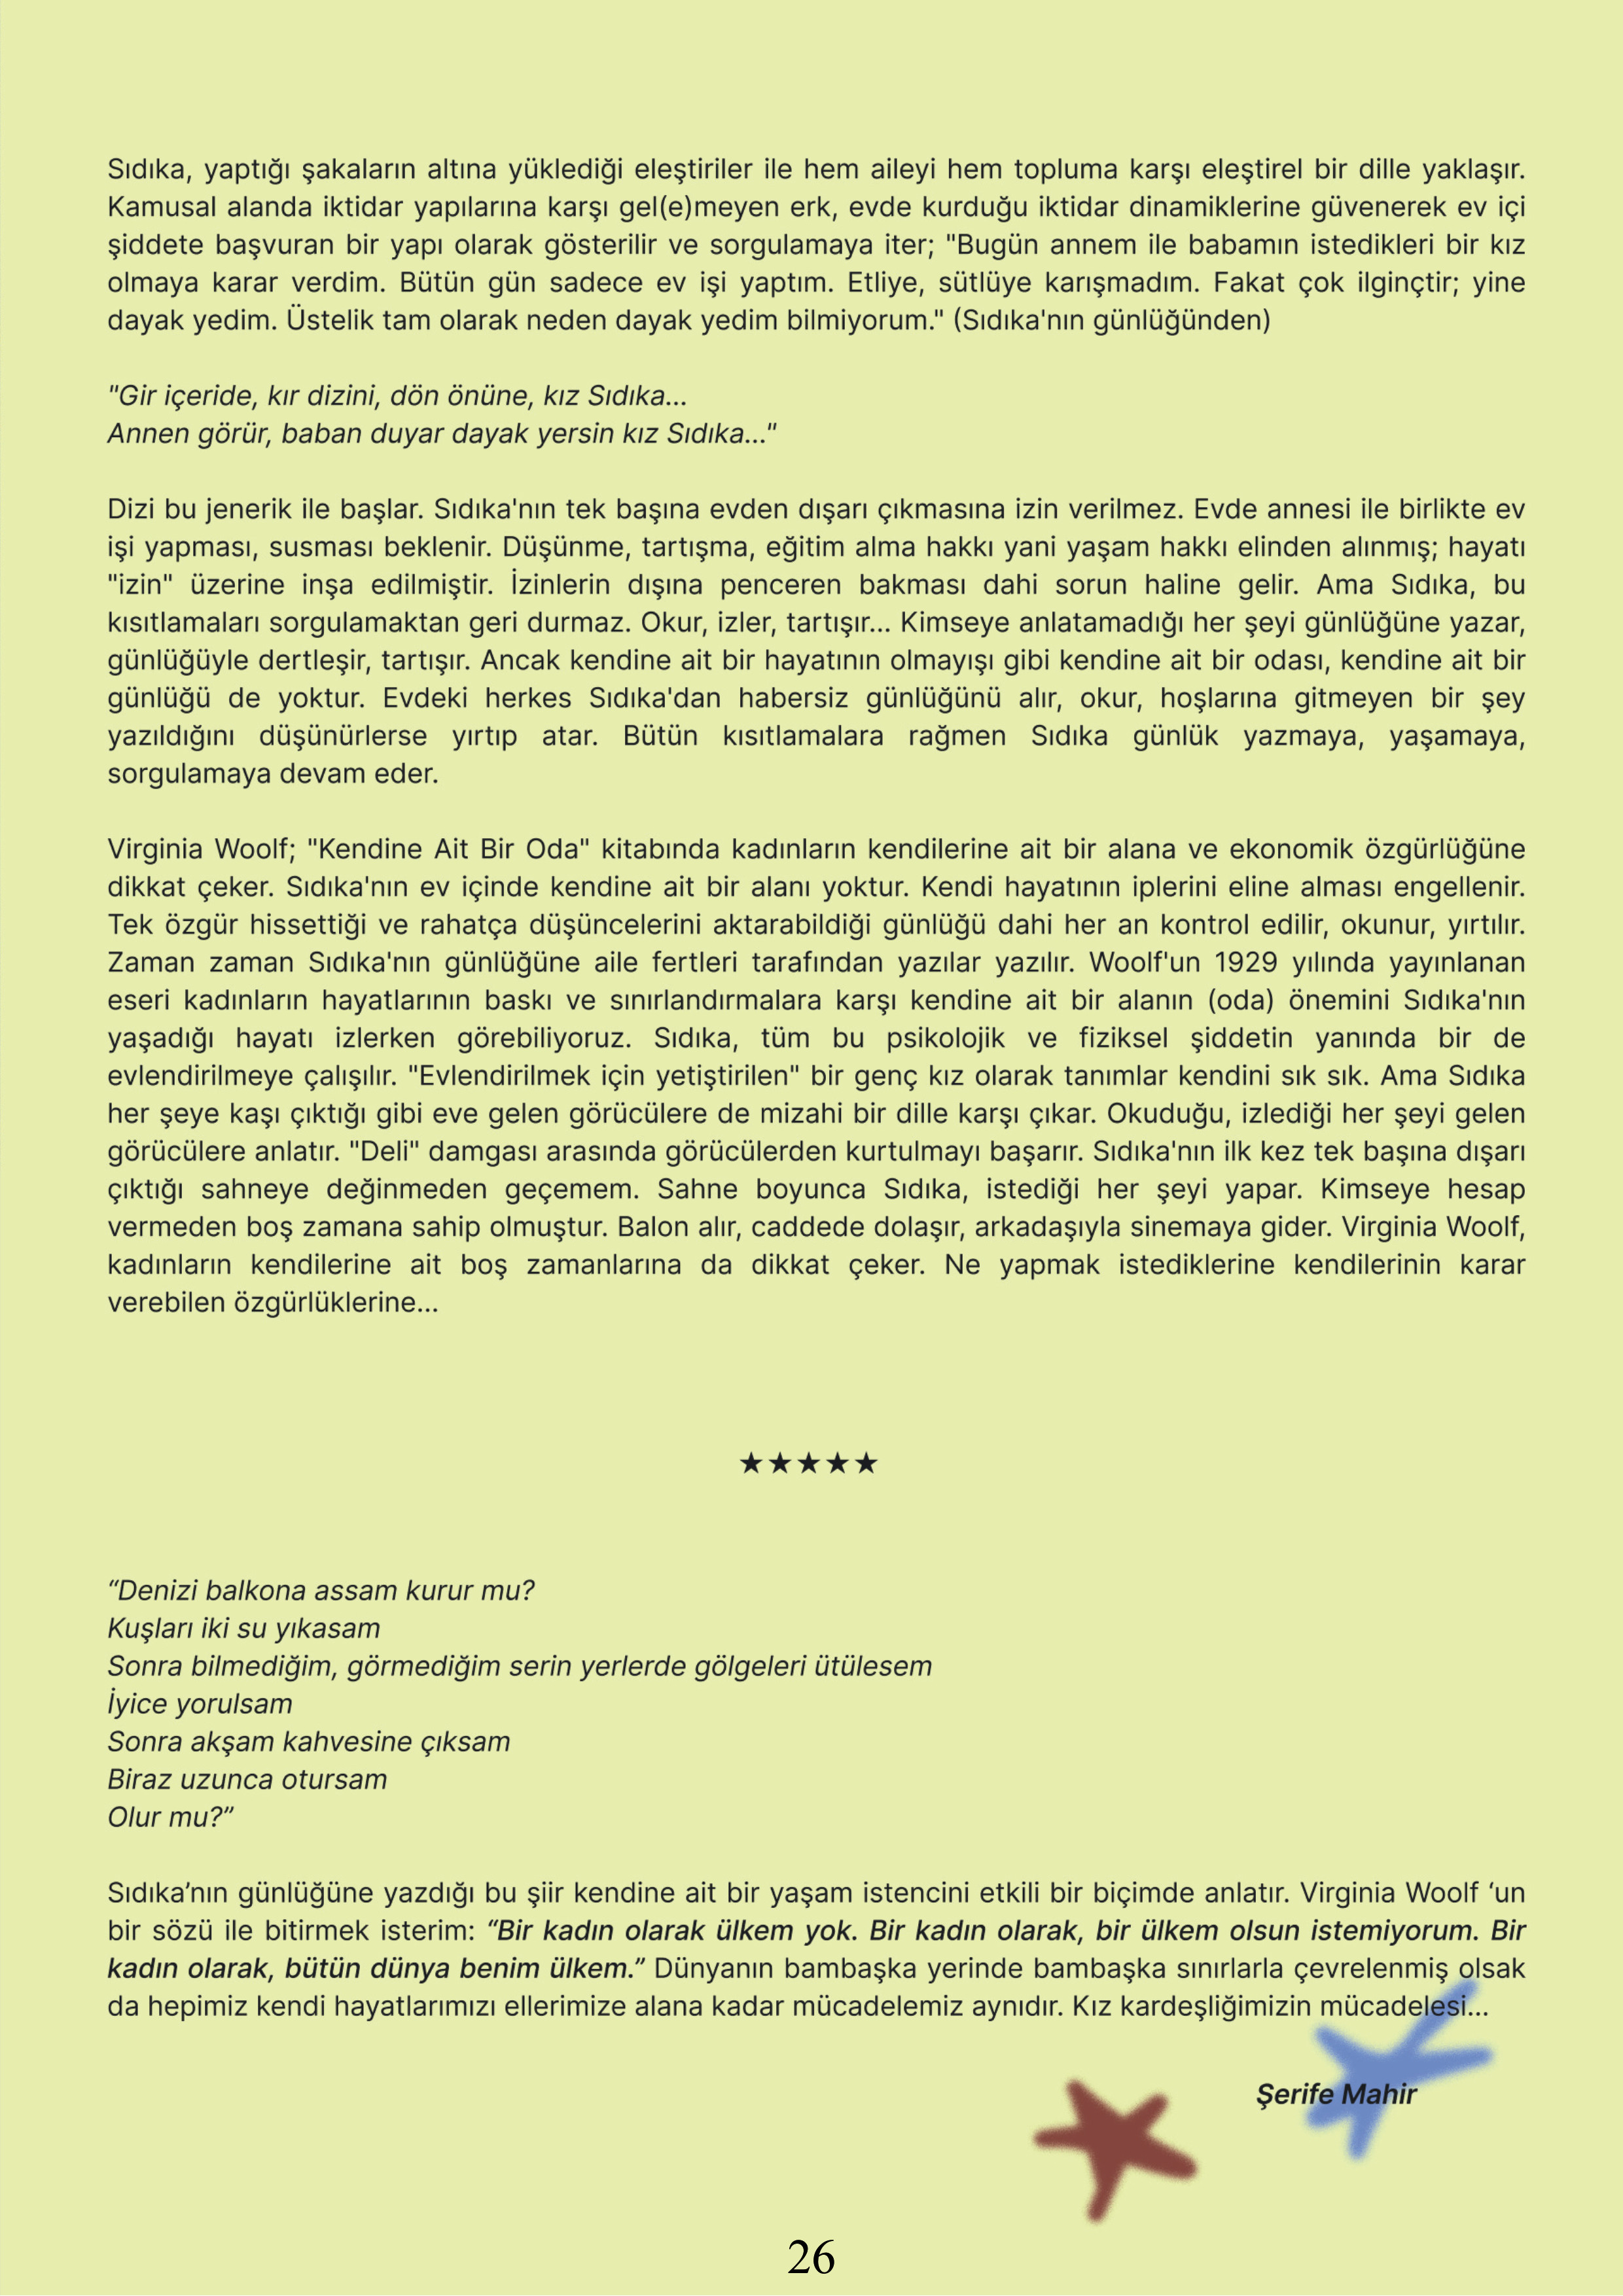 Sıdıka, yaptığı şakaların altına yüklediği eleştiriler ile hem aileyi hem topluma karşı eleştirel bir dille yaklaşır.
Kamusal alanda iktidar yapılarına karşı gel(e)meyen erk, evde kurduğu iktidar dinamiklerine güvenerek ev içi
şiddete başvuran bir yapı olarak gösterilir ve sorgulamaya iter; "Bugün annem ile babamın istedikleri bir kız
olmaya karar verdim. Bütün gün sadece ev işi yaptım. Etliye, sütlüye karışmadım. Fakat çok ilginçtir; yine
dayak yedim. Üstelik tam olarak neden dayak yedim bilmiyorum." (Sıdıka'nın günlüğünden)
"Gir içeride, kır dizini, dön önüne, kız Sıdıka...
Annen görür, baban duyar dayak yersin kız Sıdıka..."
Dizi bu jenerik ile başlar. Sıdıka'nın tek başına evden dışarı çıkmasına izin verilmez. Evde annesi ile birlikte ev
işi yapması, susması beklenir. Düşünme, tartışma, eğitim alma hakkı yani yaşam hakkı elinden alınmış; hayatı
"izin" üzerine inşa edilmiştir. İzinlerin dışına penceren bakması dahi sorun haline gelir. Ama Sıdıka, bu
kısıtlamaları sorgulamaktan geri durmaz. Okur, izler, tartışır... Kimseye anlatamadığı her şeyi günlüğüne yazar,
günlüğüyle dertleşir, tartışır. Ancak kendine ait bir hayatının olmayışı gibi kendine ait bir odası, kendine ait bir
günlüğü de yoktur. Evdeki herkes Sıdıka'dan habersiz günlüğünü alır, okur, hoşlarına gitmeyen bir şey
yazıldığını düşünürlerse yırtıp atar. Bütün kısıtlamalara rağmen Sıdıka günlük yazmaya, yaşamaya,
sorgulamaya devam eder.
Virginia Woolf; "Kendine Ait Bir Oda" kitabında kadınların kendilerine ait bir alana ve ekonomik özgürlüğüne
dikkat çeker. Sıdıka'nın ev içinde kendine ait bir alanı yoktur. Kendi hayatının iplerini eline alması engellenir.
Tek özgür hissettiği ve rahatça düşüncelerini aktarabildiği günlüğü dahi her an kontrol edilir, okunur, yırtılır.
Zaman zaman Sıdıka'nın günlüğüne aile fertleri tarafından yazılar yazılır. Woolf'un 1929 yılında yayınlanan
eseri kadınların hayatlarının baskı ve sınırlandırmalara karşı kendine ait bir alanın (oda) önemini Sıdıka'nın
yaşadığı hayatı izlerken görebiliyoruz. Sıdıka, tüm bu psikolojik ve fiziksel şiddetin yanında bir de
evlendirilmeye çalışılır. "Evlendirilmek için yetiştirilen" bir genç kız olarak tanımlar kendini sık sık. Ama Sıdıka
her şeye kaşı çıktığı gibi eve gelen görücülere de mizahi bir dille karşı çıkar. Okuduğu, izlediği her şeyi gelen
görücülere anlatır. "Deli" damgası arasında görücülerden kurtulmayı başarır. Sıdıka'nın ilk kez tek başına dışarı
çıktığı sahneye değinmeden geçemem. Sahne boyunca Sıdıka, istediği her şeyi yapar. Kimseye hesap
vermeden boş zamana sahip olmuştur. Balon alır, caddede dolaşır, arkadaşıyla sinemaya gider. Virginia Woolf,
kadınların kendilerine ait boş zamanlarına da dikkat çeker. Ne yapmak istediklerine kendilerinin karar
verebilen özgürlüklerine...
★★★★★
“Denizi balkona assam kurur mu?
Kuşları iki su yıkasam
Sonra bilmediğim, görmediğim serin yerlerde gölgeleri ütülesem
İyice yorulsam
Sonra akşam kahvesine çıksam
Biraz uzunca otursam
Olur mu?”
Sıdıka’nın günlüğüne yazdığı bu şiir kendine ait bir yaşam istencini etkili bir biçimde anlatır. Virginia Woolf ‘un
bir sözü ile bitirmek isterim: “Bir kadın olarak ülkem yok. Bir kadın olarak, bir ülkem olsun istemiyorum. Bir
kadın olarak, bütün dünya benim ülkem.” Dünyanın bambaşka yerinde bambaşka sınırlarla çevrelenmiş olsak
da hepimiz kendi hayatlarımızı ellerimize alana kadar mücadelemiz aynıdır. Kız kardeşliğimizin mücadelesi...
Şerife Mahir
26